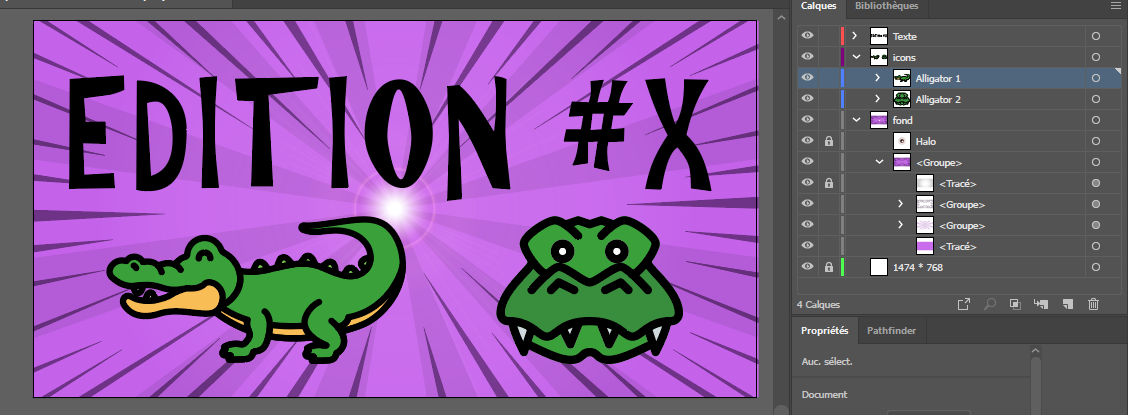 EDITION #X
Calques
Bibliothèques
Texte
icons
Alligator 1
Alligator 2
fond
Halo
<Groupe>
<Tracé>
<Groupe>
<Groupe>
<Tracé>
1474 * 768
4 Calques
Propriétés
Pathfinder
Auc. sélect.
Document